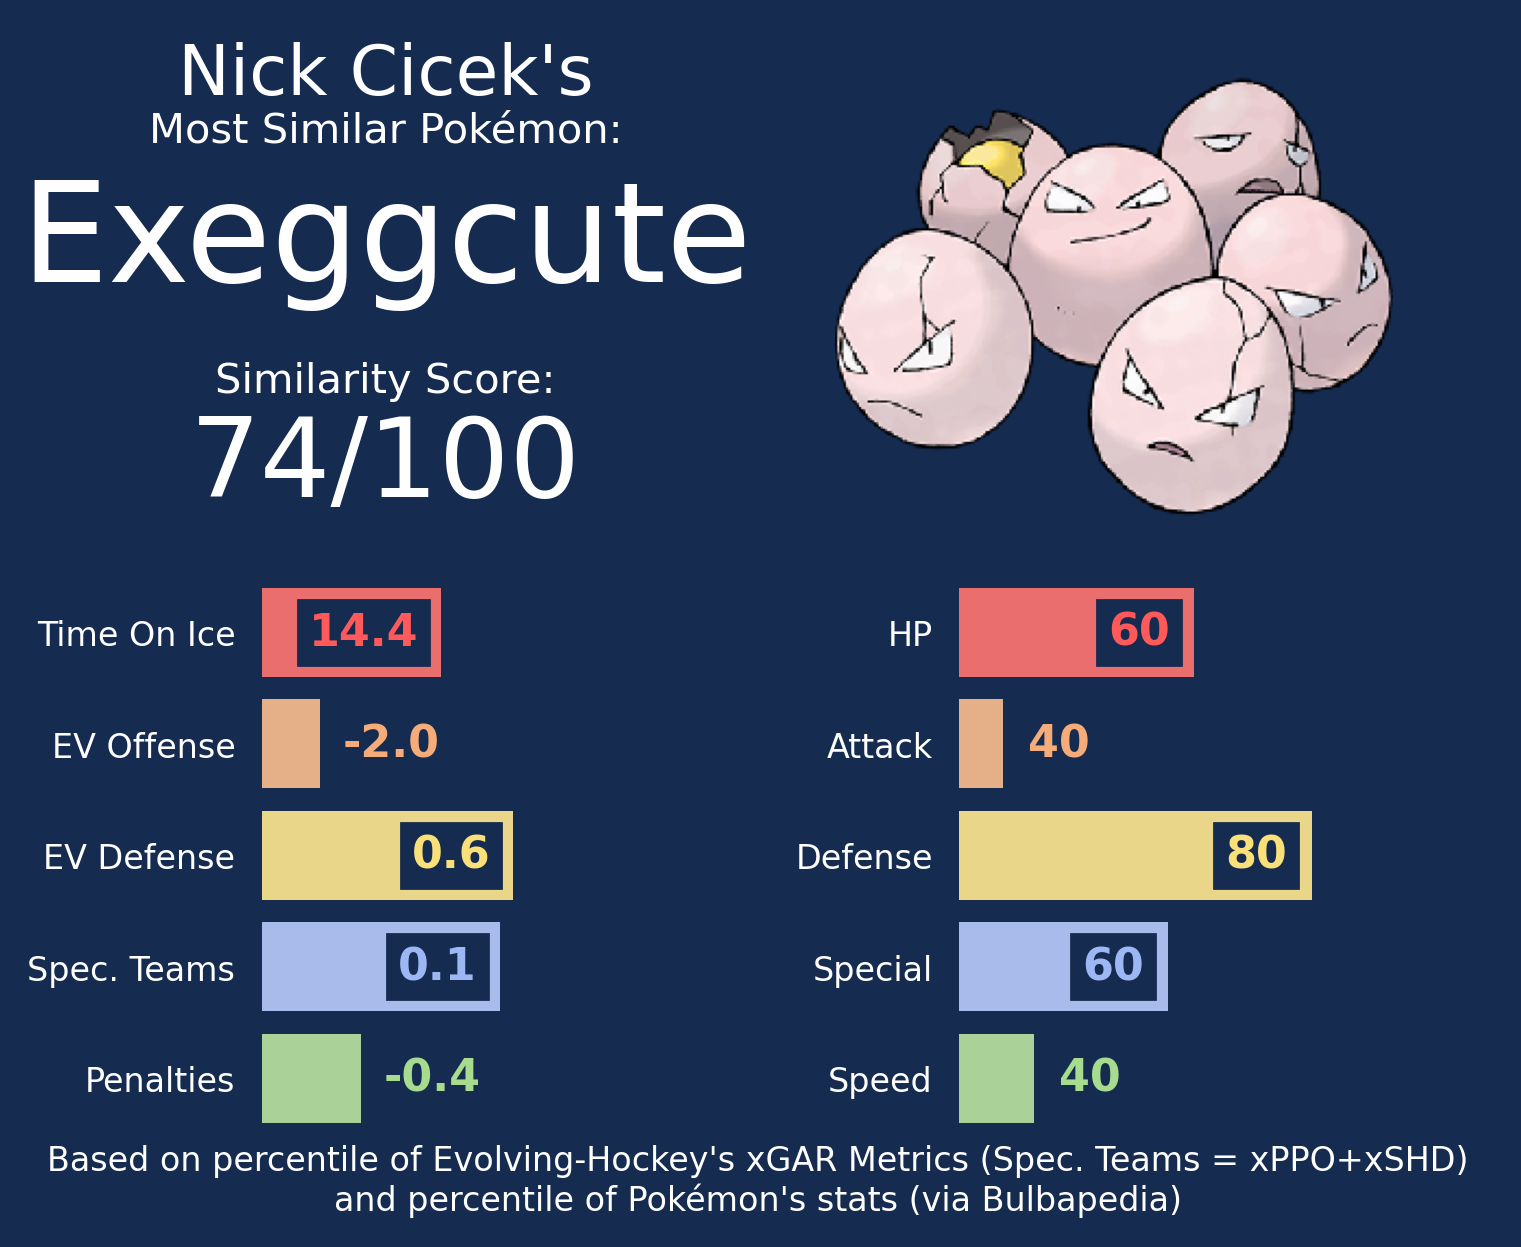 Nick Cicek's
Most Similar Pokémon:
Exeggcute
Similarity Score:
74/100
Time On Ice 14.4
EV Offense -2.0
EV Defense 0.6
Spec. Teams 0.1
Penalties -0.4
HP 60
Attack 40
Defense 80
Special 60
Speed 40
Based on percentile of Evolving-Hockey's xGAR Metrics (Spec. Teams = xPPO+xSHD)
and percentile of Pokémon's stats (via Bulbapedia)